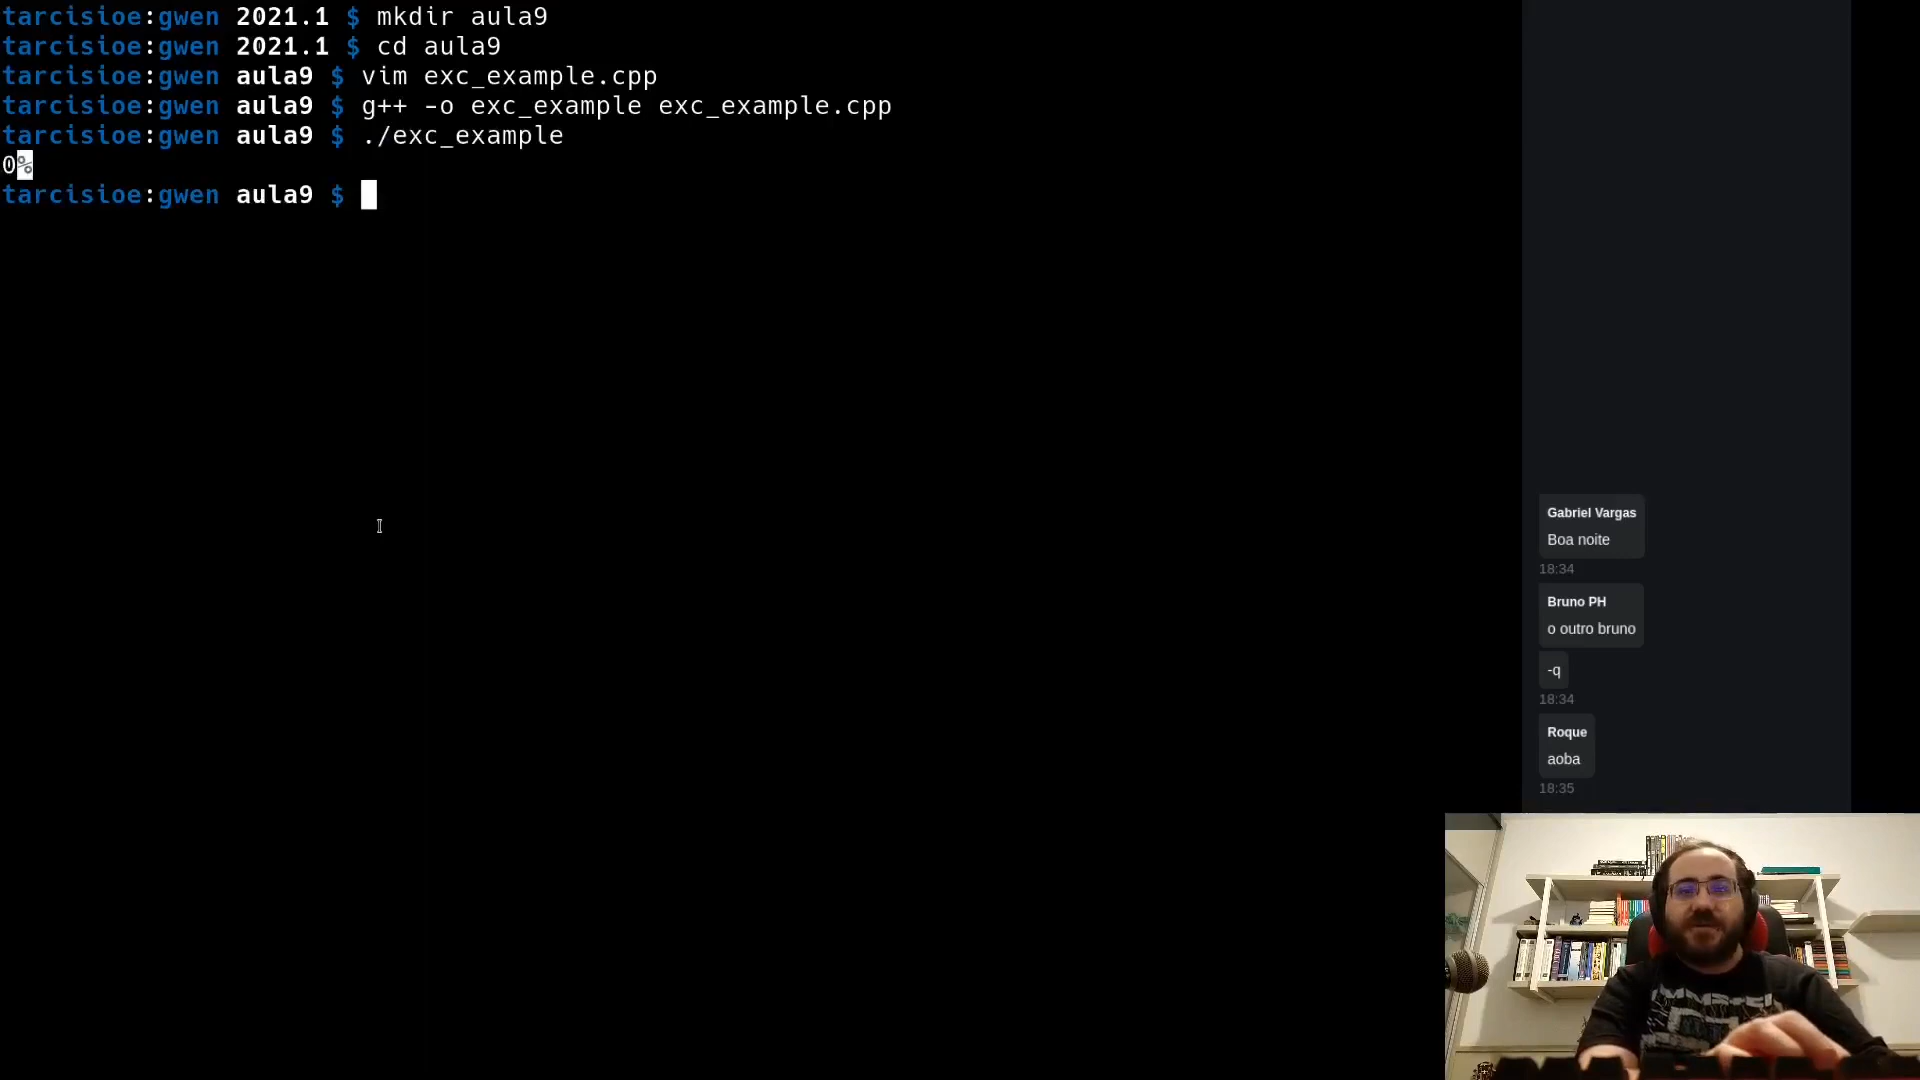 tarcisioe:gwen 2021.1 $ mkdir aula9
tarcisioe:gwen 2021.1 $ cd aula9
tarcisioe:gwen aula9 $ vim exc_example.cpp
tarcisioe:gwen aula9 $ g++ -o exc_example exc_example.cpp
tarcisioe:gwen aula9 $ ./exc_example
0%
tarcisioe:gwen aula9 $
Gabriel Vargas
Boa noite
18:34
Bruno PH
o outro bruno
-q
18:34
Roque
aoba
18:35